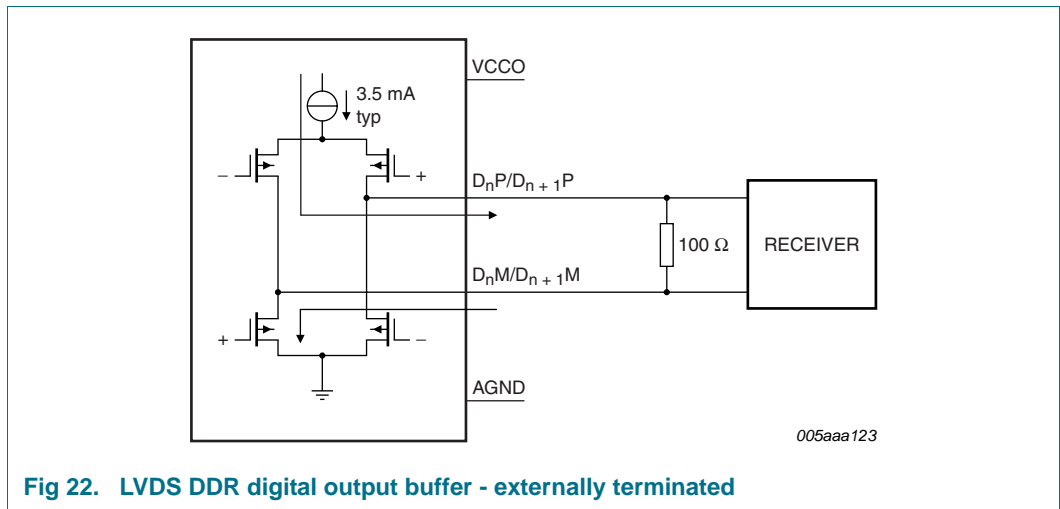 VCCO
3.5 mA
typ
−
+
DnP/Dn + 1P
100 Ω
RECEIVER
DnM/Dn + 1M
+
−
AGND
005aaa123
Fig 22. LVDS DDR digital output buffer - externally terminated